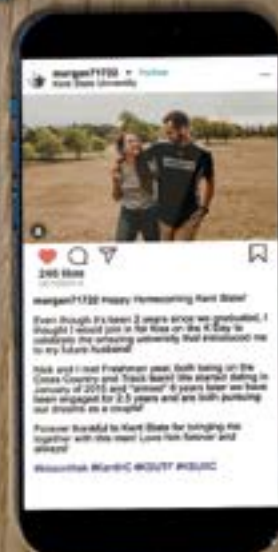 morgan71722 • Follow
Kent State University
246 likes
morgan71722 Happy Homecoming Kent State!
Even though it's been 2 years since we graduated, I
thought I would join in for Kiss on the K Day to
celebrate the amazing university that introduced me
to my future husband!
Nick and I met Freshman year, both being on the
Cross Country and Track team! We started dating in
January of 2015 and "almost" 6 years later we have
been engaged for 2.5 years and are both pursuing
our dreams as a couple!
Forever thankful to Kent State for bringing me
together with this man! Love him forever and
always!